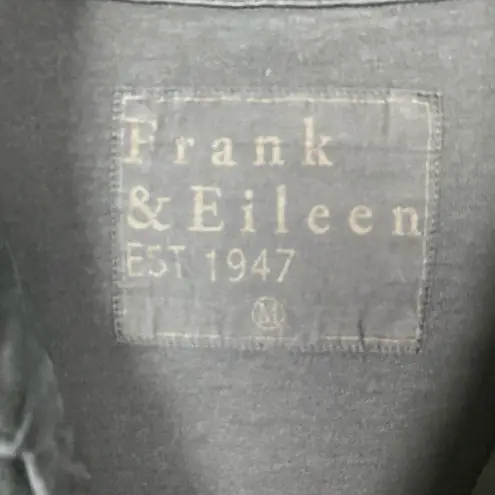 Frank
& Eileen
EST 1947
M